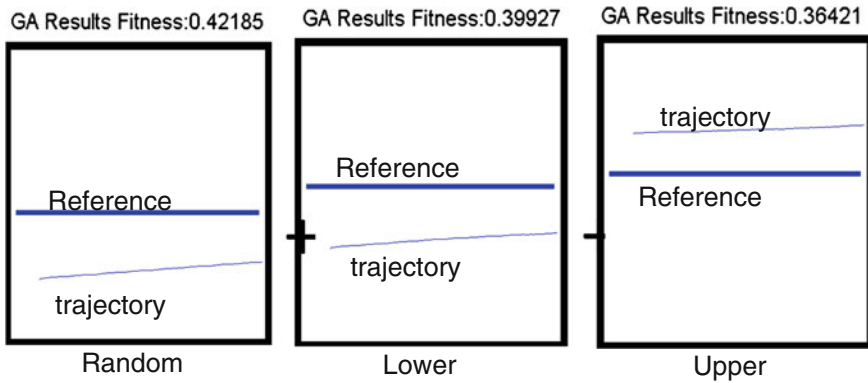 GA Results Fitness:0.42185
Reference
trajectory
Random
GA Results Fitness:0.39927
Reference
trajectory
Lower
GA Results Fitness:0.36421
trajectory
Reference
Upper